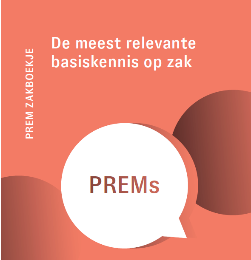 De meest relevante
basiskennis op zak
PREM ZAKBOEKJE
PREMs